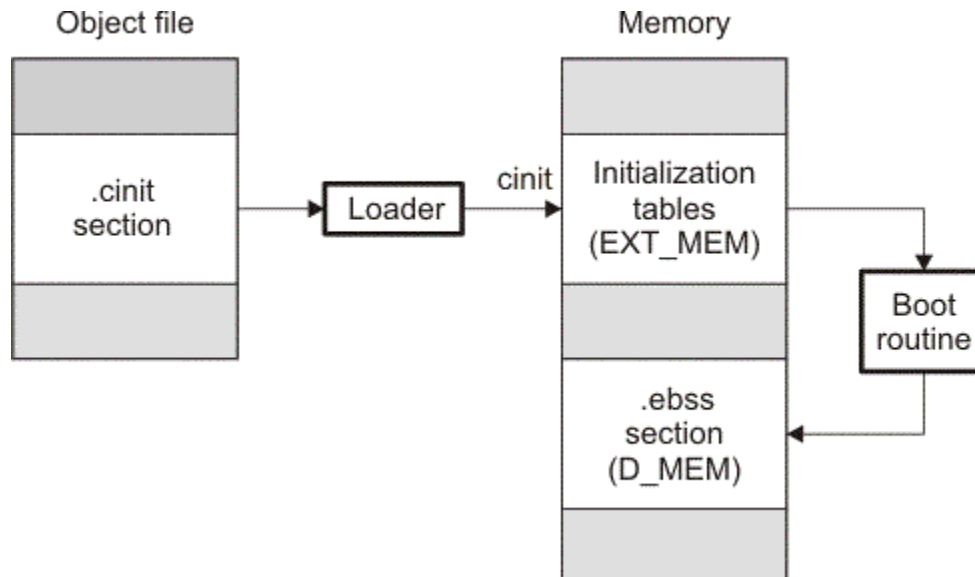 Object file
Memory
.cinit
section
Loader
cinit
Initialization
tables
(EXT_MEM)
Boot
routine
.ebss
section
(D_MEM)